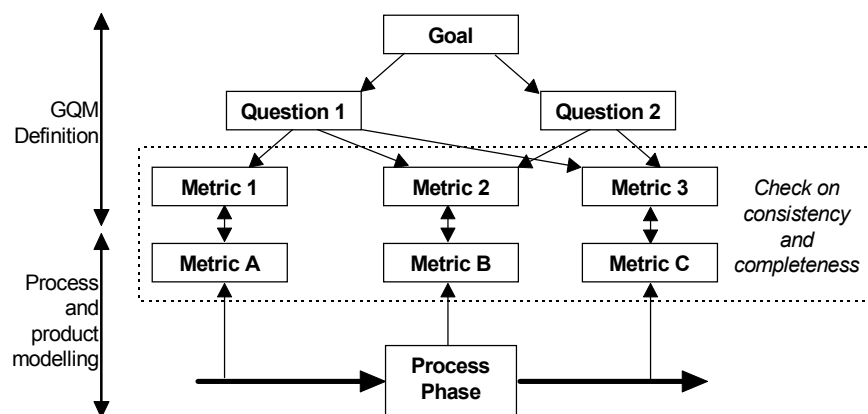 Goal
GQM
Definition
Question 1
Question 2
Metric 1
Metric 2
Metric 3
Check on
consistency
and
completeness
Metric A
Metric B
Metric C
Process
and
product
modelling
Process
Phase